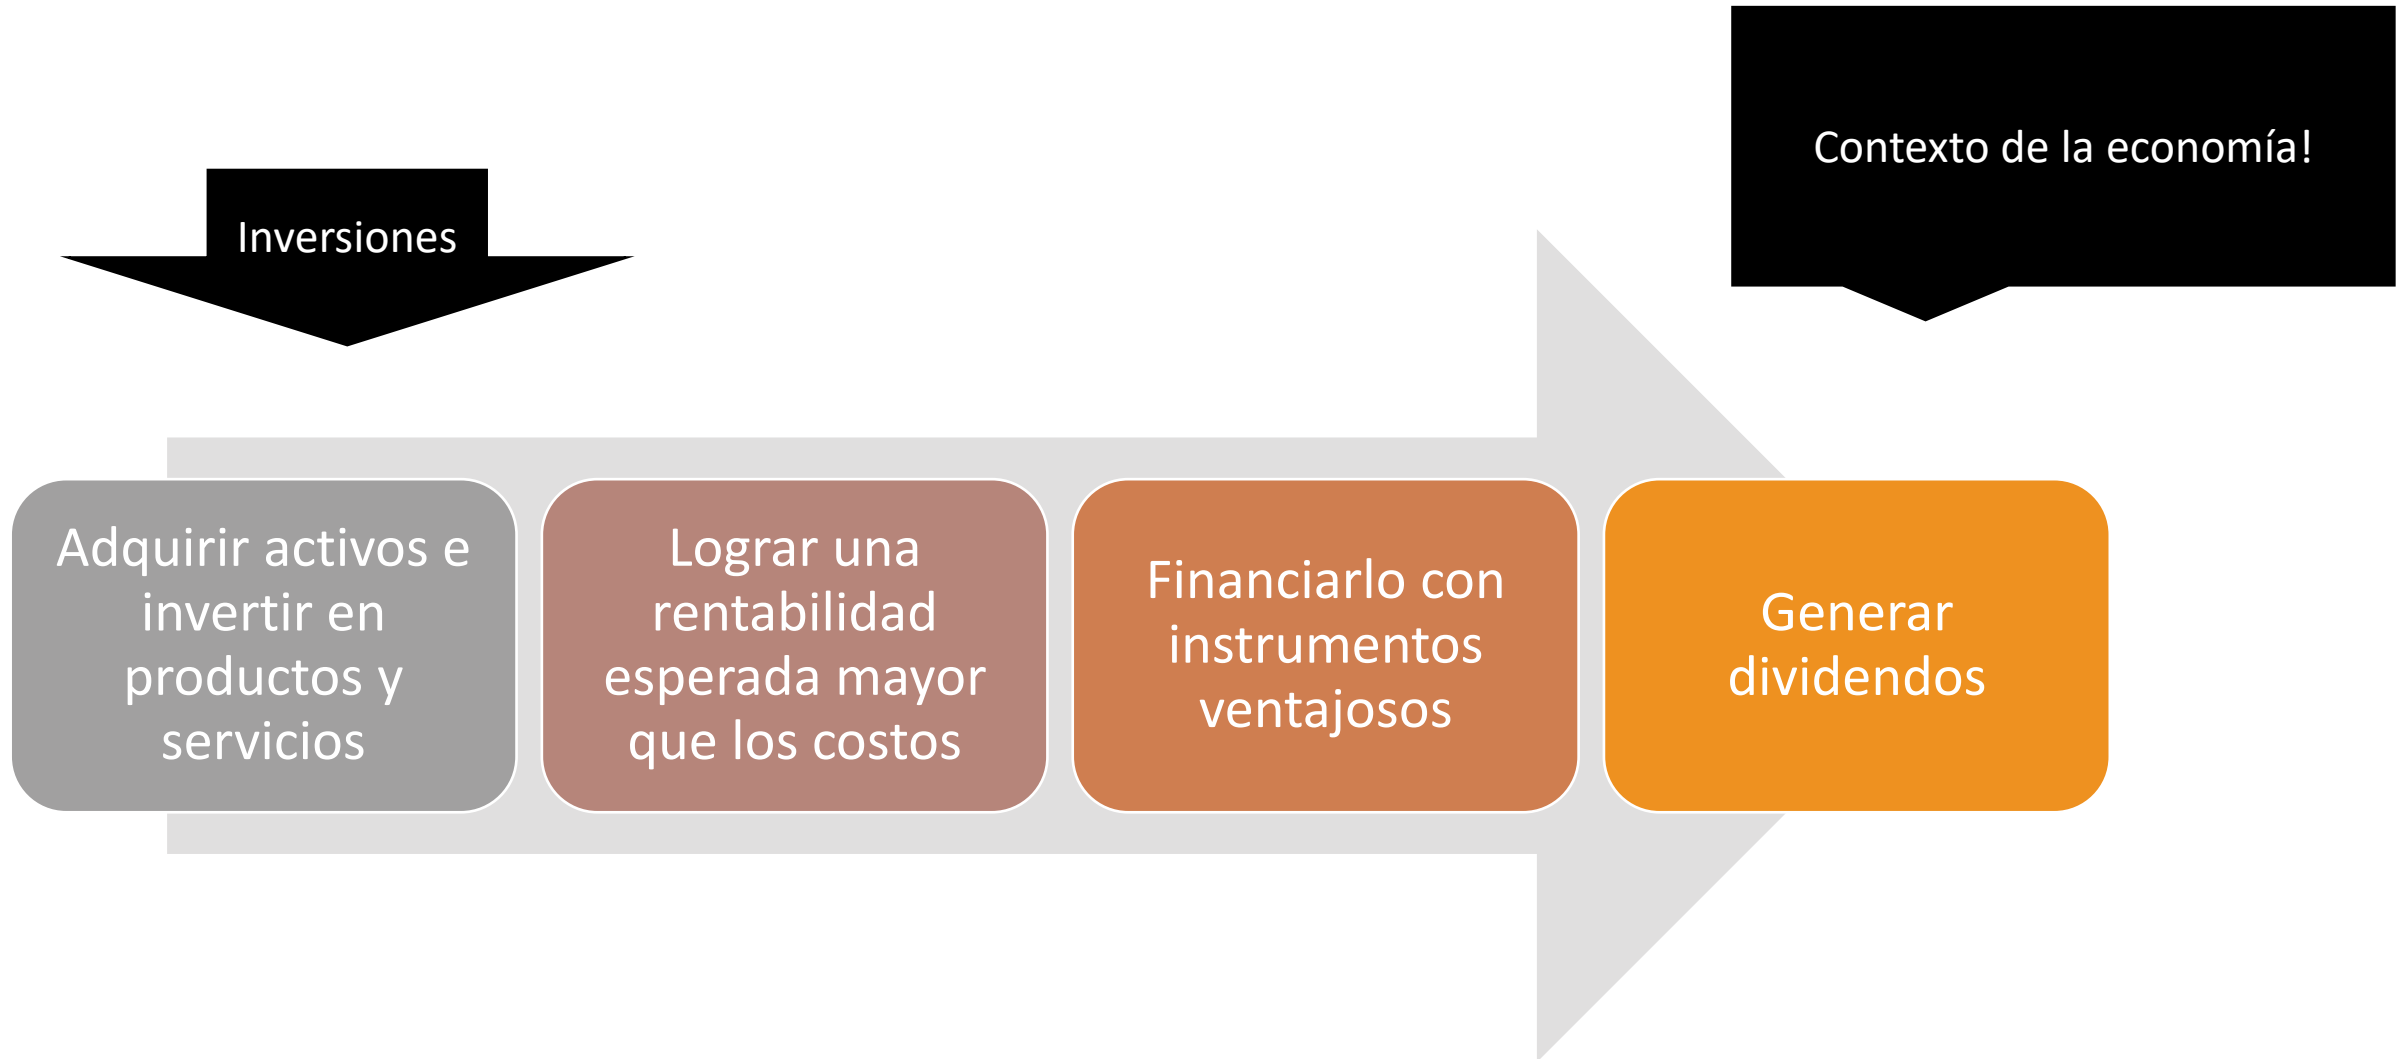 Contexto de la economía!
Inversiones
Adquirir activos e
invertir en
productos y
servicios
Lograr una
rentabilidad
esperada mayor
que los costos
Financiarlo con
instrumentos
ventajosos
Generar
dividendos